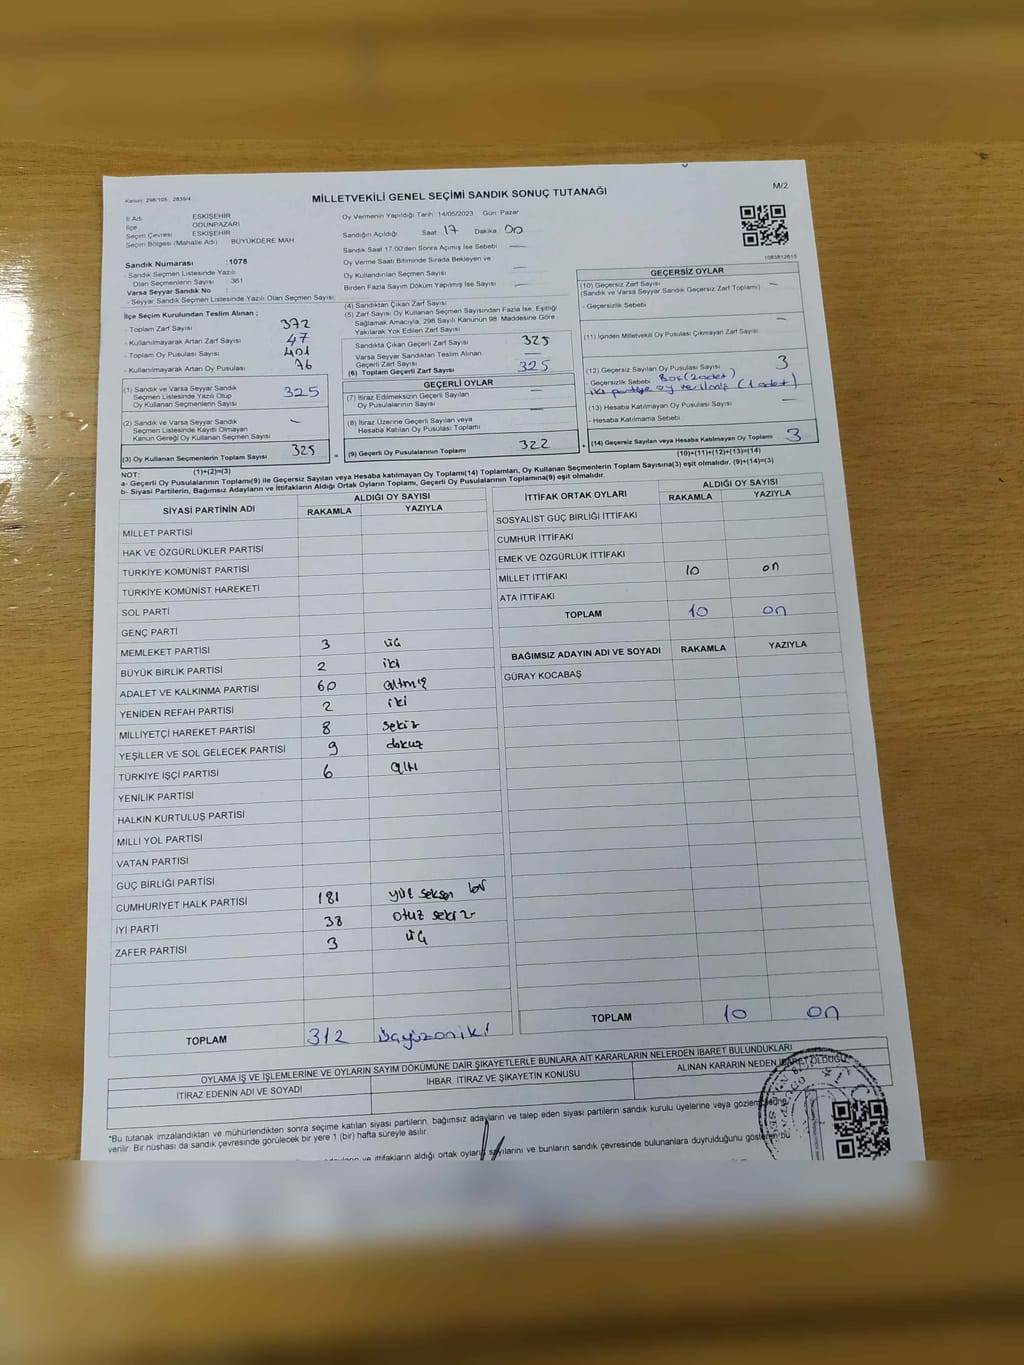 Kanun: 298/105 , 2839/4
MİLLETVEKİLİ GENEL SEÇİMİ SANDIK SONUÇ TUTANAĞI
M/2
İl Adı ESKİŞEHİR
İlçe ODUNPAZARI
Seçim Çevresi ESKİŞEHİR
Seçim Bölgesi (Mahalle Adı) BÜYÜKDERE MAH
Oy Vermenin Yapıldığı Tarih :14/05/2023 Gün: Pazar
Sandığın Açıldığı Saat :17 Dakika :00
Sandık Saat 17:00'den Sonra Açımış İse Sebebi —
Oy Verme Saati Bitiminde Sırada Bekleyen ve
Oy Kullandırılan Seçmen Sayısı —
Birden Fazla Sayım Döküm Yapılmış İse Sayısı —
1083812613
Sandık Numarası :1078
- Sandık Seçmen Listesinde Yazılı
Olan Seçmenlerin Sayısı : 361
Varsa Seyyar Sandık No :
- Seyyar Sandık Seçmen Listesinde Yazılı Olan Seçmen Sayısı:
İlçe Seçim Kurulundan Teslim Alınan ;
- Toplam Zarf Sayısı 372
- Kullanılmayarak Artan Zarf Sayısı 47
- Toplam Oy Pusulası Sayısı 401
- Kullanılmayarak Artan Oy Pusulası 76
(1) Sandık ve Varsa Seyyar Sandık
Seçmen Listesinde Yazılı Olup
Oy Kullanan Seçmenlerin Sayısı 325
(2) Sandık ve Varsa Seyyar Sandık
Seçmen Listesinde Kayıtlı Olmayan
Kanun Gereği Oy Kullanan Seçmen Sayısı —
(3) Oy Kullanan Seçmenlerin Toplam Sayısı 325
(1)+(2)=(3)
(4) Sandıktan Çıkan Zarf Sayısı
(5) Zarf Sayısı Oy Kullanan Seçmen Sayısından Fazla İse, Eşitliği
Sağlamak Amacıyla; 298 Sayılı Kanunun 98. Maddesine Göre
Yakılarak Yok Edilen Zarf Sayısı
Sandıkta Çıkan Geçerli Zarf Sayısı 325
Varsa Seyyar Sandıktan Teslim Alınan
Geçerli Zarf Sayısı —
(6) Toplam Geçerli Zarf Sayısı 325
GEÇERLİ OYLAR
(7) İtiraz Edilmeksizin Geçerli Sayılan
Oy Pusulalarının Sayısı —
(8) İtiraz Üzerine Geçerli Sayılan veya
Hesaba Katılan Oy Pusulası Toplamı —
= (9) Geçerli Oy Pusulalarının Toplamı 322
GEÇERSİZ OYLAR
(10) Geçersiz Zarf Sayısı
(Sandık ve Varsa Seyyar Sandık Geçersiz Zarf Toplamı) —
- Geçersizlik Sebebi
(11) İçinden Milletvekili Oy Pusulası Çıkmayan Zarf Sayısı —
(12) Geçersiz Sayılan Oy Pusulası Sayısı 3
Geçersizlik Sebebi Boş (2 adet)
iki partiye oy verilmiş (1 adet)
(13) Hesaba Katılmayan Oy Pusulası Sayısı —
- Hesaba Katılmama Sebebi
+ (14) Geçersiz Sayılan veya Hesaba Katılmayan Oy Toplamı 3
(10)+(11)+(12)+(13)=(14)
NOT:
a- Geçerli Oy Pusulalarının Toplamı(9) ile Geçersiz Sayılan veya Hesaba katılmayan Oy Toplamı(14) Toplamları, Oy Kullanan Seçmenlerin Toplam Sayısına(3) eşit olmalıdır. (9)+(14)=(3)
b- Siyasi Partilerin, Bağımsız Adayların ve İttifakların Aldığı Ortak Oyların Toplamı, Geçerli Oy Pusulalarının Toplamına(9) eşit olmalıdır.
SİYASİ PARTİNİN ADI ALDIĞI OY SAYISI
RAKAMLA YAZIYLA
MİLLET PARTİSİ
HAK VE ÖZGÜRLÜKLER PARTİSİ
TÜRKİYE KOMÜNİST PARTİSİ
TÜRKİYE KOMÜNİST HAREKETİ
SOL PARTİ
GENÇ PARTİ
MEMLEKET PARTİSİ 3 üç
BÜYÜK BİRLİK PARTİSİ 2 iki
ADALET VE KALKINMA PARTİSİ 60 altmış
YENİDEN REFAH PARTİSİ 2 iki
MİLLİYETÇİ HAREKET PARTİSİ 8 sekiz
YEŞİLLER VE SOL GELECEK PARTİSİ 9 dokuz
TÜRKİYE İŞÇİ PARTİSİ 6 altı
YENİLİK PARTİSİ
HALKIN KURTULUŞ PARTİSİ
MİLLİ YOL PARTİSİ
VATAN PARTİSİ
GÜÇ BİRLİĞİ PARTİSİ
CUMHURİYET HALK PARTİSİ 181 yüz seksen bir
İYİ PARTİ 38 otuz sekiz
ZAFER PARTİSİ 3 üç
TOPLAM 312 üçyüzoniki
İTTİFAK ORTAK OYLARI ALDIĞI OY SAYISI
RAKAMLA YAZIYLA
SOSYALİST GÜÇ BİRLİĞİ İTTİFAKI
CUMHUR İTTİFAKI
EMEK VE ÖZGÜRLÜK İTTİFAKI
MİLLET İTTİFAKI 10 on
ATA İTTİFAKI
TOPLAM 10 on
BAĞIMSIZ ADAYIN ADI VE SOYADI RAKAMLA YAZIYLA
GÜRAY KOCABAŞ
TOPLAM 10 on
OYLAMA İŞ VE İŞLEMLERİNE VE OYLARIN SAYIM DÖKÜMÜNE DAİR ŞİKAYETLERLE BUNLARA AİT KARARLARIN NELERDEN İBARET BULUNDUKLARI
İTİRAZ EDENİN ADI VE SOYADI İHBAR, İTİRAZ VE ŞİKAYETİN KONUSU ALINAN KARARIN NEDEN İBARET OLDUĞU
*Bu tutanak imzalandıktan ve mühürlendikten sonra seçime katılan siyasi partilerin, bağımsız adayların ve talep eden siyasi partilerin sandık kurulu üyelerine veya gözlemcilerine
verilir. Bir nüshası da sandık çevresinde görülecek bir yere 1 (bir) hafta süreyle asılır.
ve ittifakların aldığı ortak oyların sayılarını ve bunların sandık çevresinde bulunanlara duyurulduğunu gösteren bu